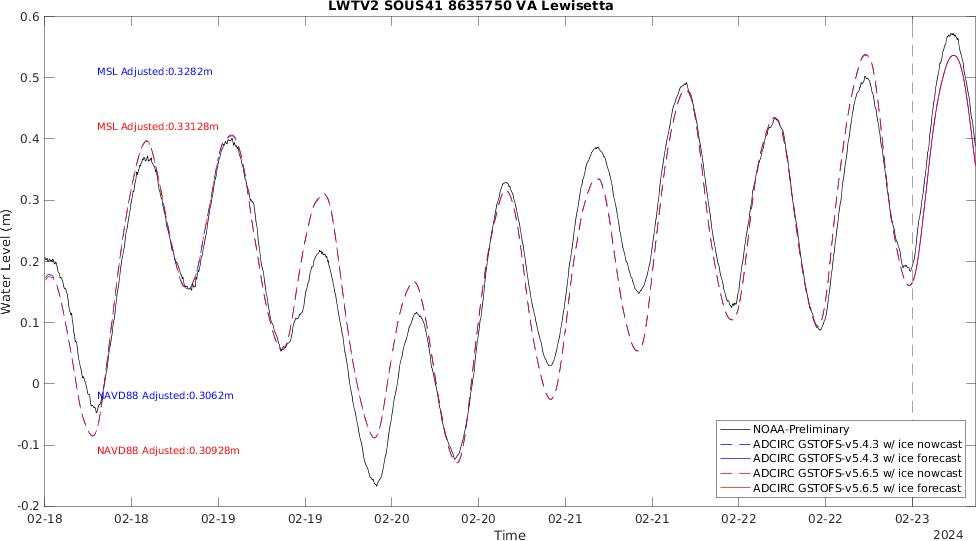 LWTV2 SOUS41 8635750 VA Lewisetta
0.6
0.5
0.4
0.3
0.2
0.1
0
-0.1
-0.2
Water Level (m)
MSL Adjusted:0.3282m
MSL Adjusted:0.33128m
NAVD88 Adjusted:0.3062m
NAVD88 Adjusted:0.30928m
NOAA-Preliminary
ADCIRC GSTOFS-v5.4.3 w/ ice nowcast
ADCIRC GSTOFS-v5.4.3 w/ ice forecast
ADCIRC GSTOFS-v5.6.5 w/ ice nowcast
ADCIRC GSTOFS-v5.6.5 w/ ice forecast
02-18 02-18 02-19 02-19 02-20 02-20 02-21 02-21 02-22 02-22 02-23
Time
2024